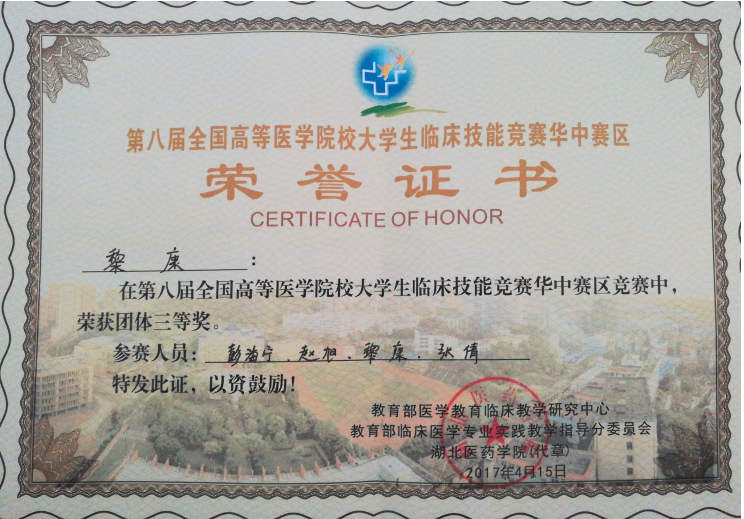 第八届全国高等医学院校大学生临床技能竞赛华中赛区
荣誉证书
CERTIFICATE OF HONOR
黎康：
在第八届全国高等医学院校大学生临床技能竞赛华中赛区竞赛中，
荣获团体三等奖。
参赛人员：彭海宁、赵旭、黎康、张倩
特发此证，以资鼓励！
教育部医学教育临床教学研究中心
教育部临床医学专业实践教学指导分委员会
湖北医药学院(代章)
2017年4月15日